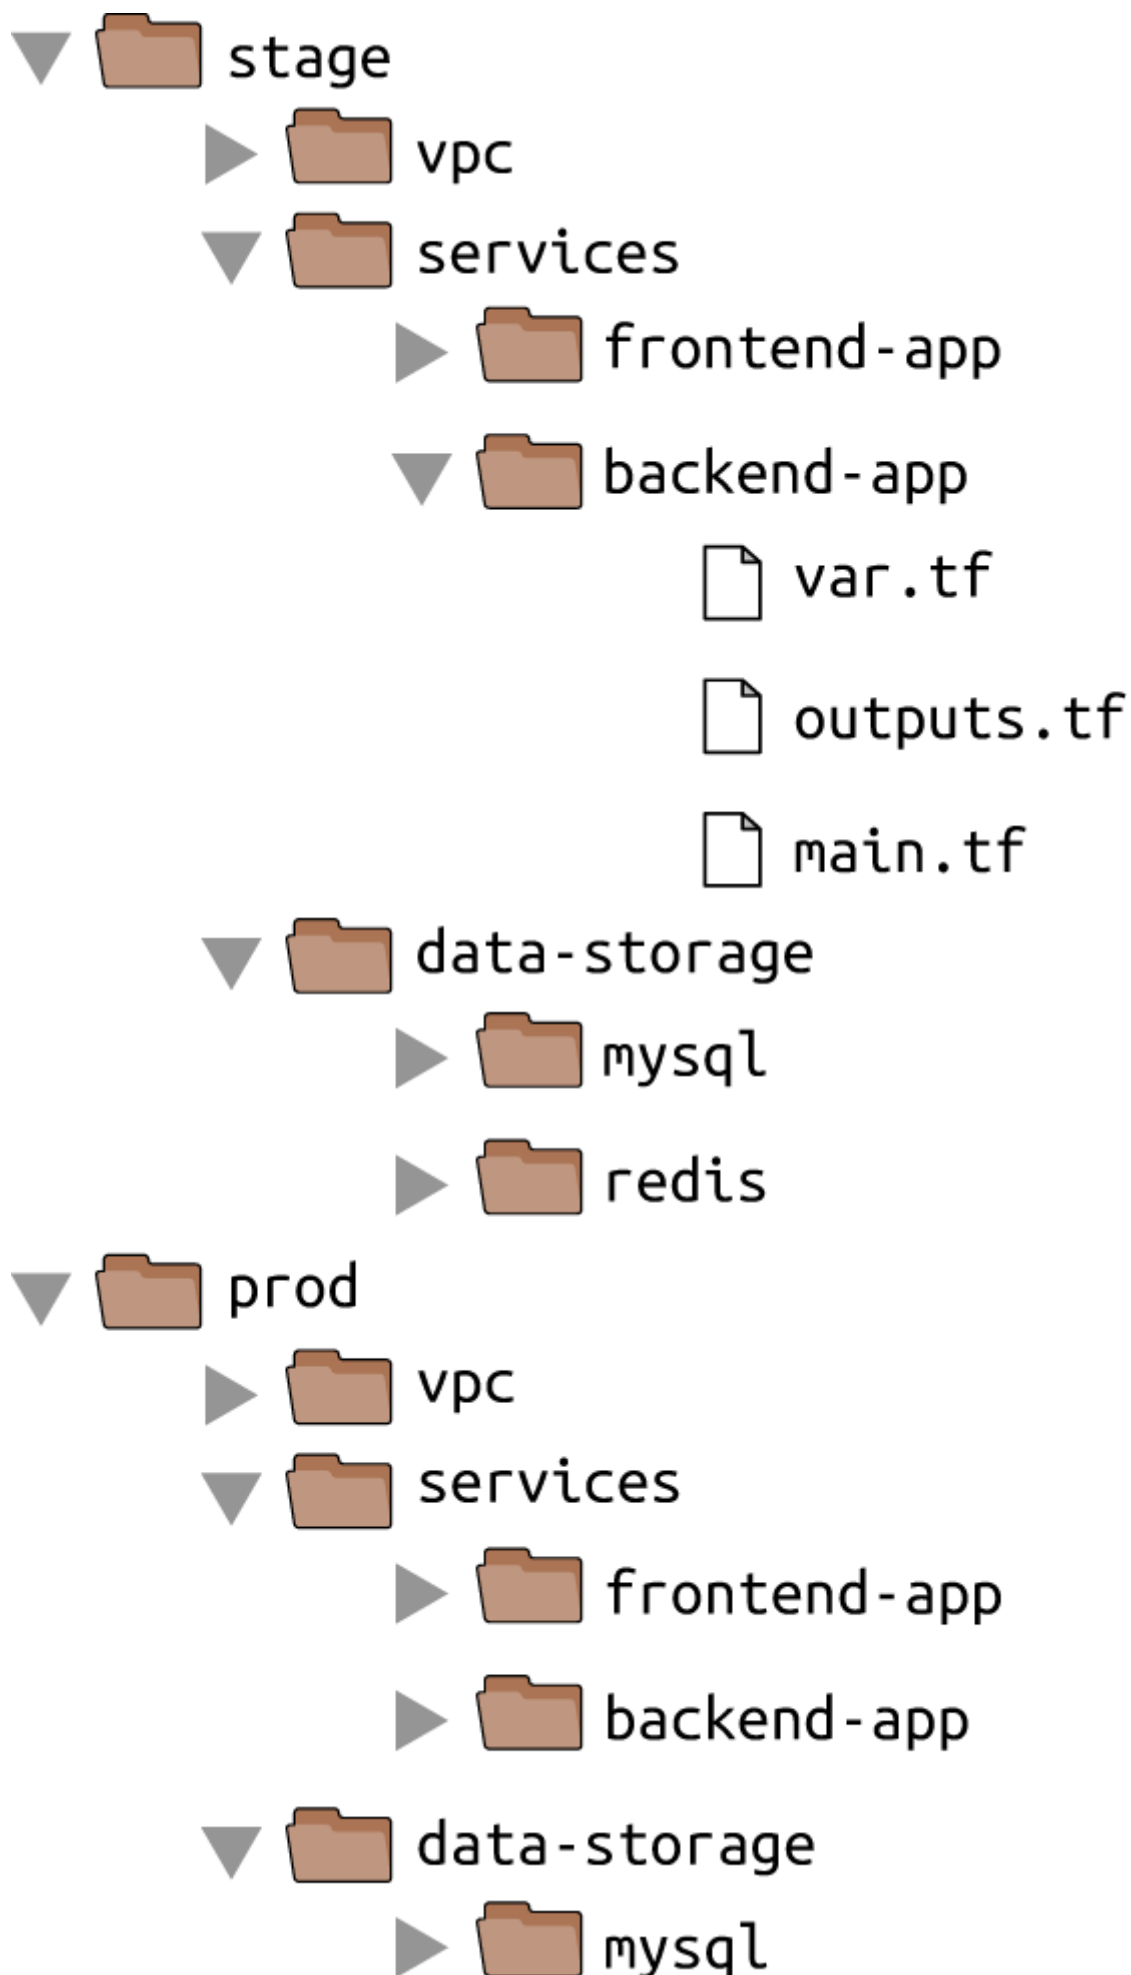 stage
vpc
services
frontend-app
backend-app
var.tf
outputs.tf
main.tf
data-storage
mysql
redis
prod
vpc
services
frontend-app
backend-app
data-storage
mysql